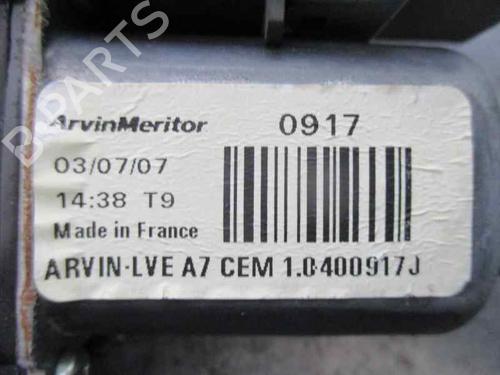 B-PARTS
ArvinMeritor 0917
03/07/07
14:38 T9
Made in France
ARVIN-LVE A7 CEM 1.0400917J